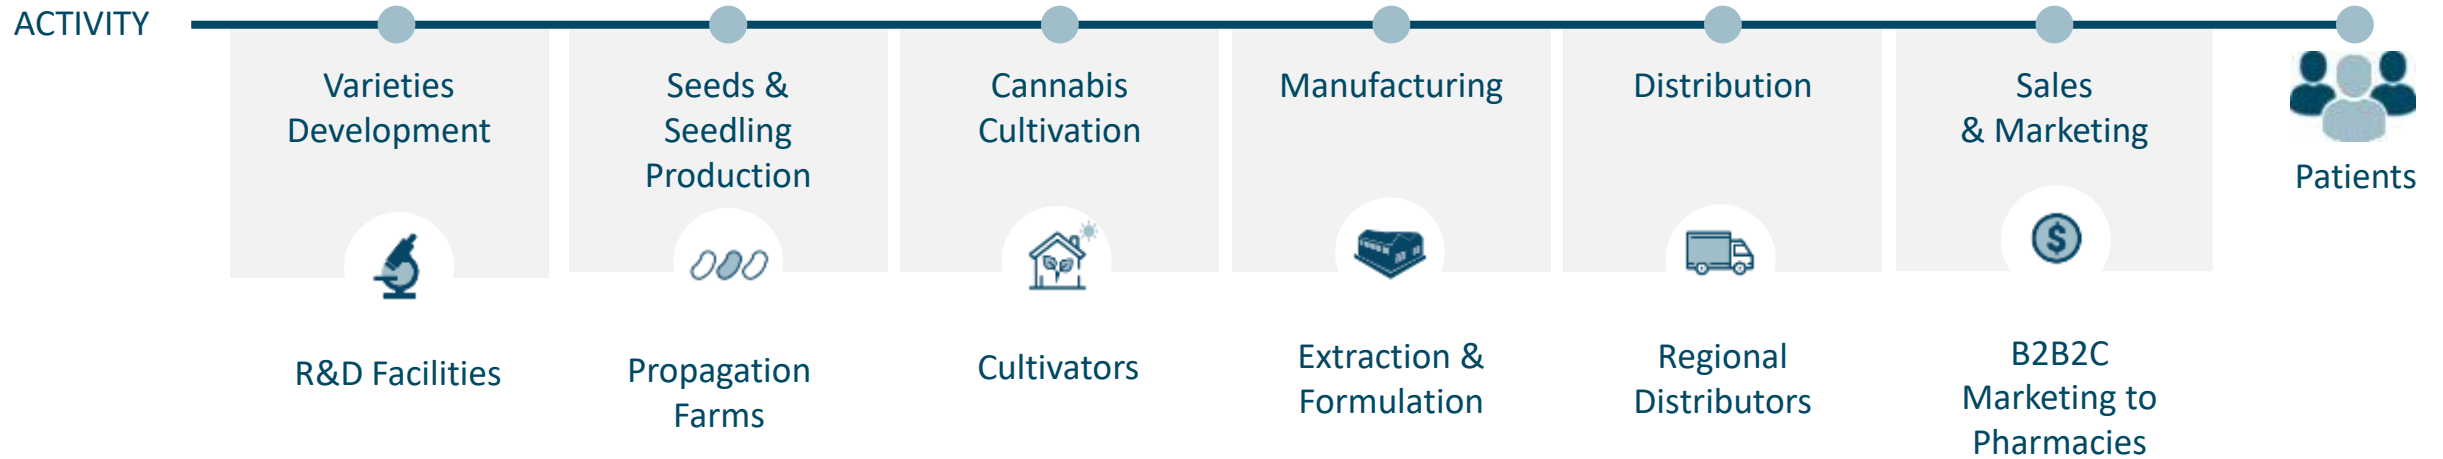 ACTIVITY
Varieties
Development
Seeds &
Seedling
Production
Cannabis
Cultivation
Manufacturing
Distribution
Sales
& Marketing
Patients
$
R&D Facilities
Propagation
Farms
Cultivators
Extraction &
Formulation
Regional
Distributors
B2B2C
Marketing to
Pharmacies